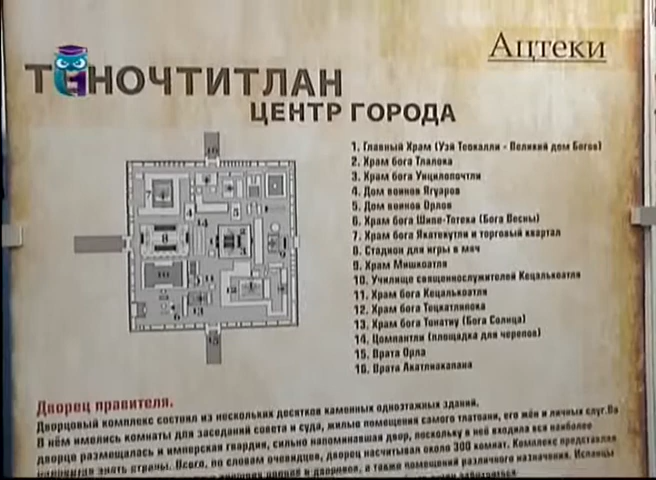 Ацтеки
ТЕНОЧТИТЛАН
ЦЕНТР ГОРОДА
1. Главный Храм (Уэй Теокалли - Великий дом Богов)
2. Храм бога Тлалока
3. Храм бога Уицилопочтли
4. Дом воинов Ягуаров
5. Дом воинов Орлов
6. Храм бога Шипе-Тотека (Бога Весны)
7. Храм бога Якатекутли и торговый квартал
8. Стадион для игры в мяч
9. Храм Мишкоатля
10. Училище священнослужителей Кецалькоатля
11. Храм бога Кецалькоатля
12. Храм бога Тецкатлипока
13. Храм бога Тонатиу (Бога Солнца)
14. Цомпантли (площадка для черепов)
15. Врата Орла
16. Врата Акатлиакапана
Дворец правителя.
Дворцовый комплекс состоял из нескольких десятков каменных одноэтажных зданий.
В нём имелись комнаты для заседаний совета и суда, жилые помещения самого тлатоани, его жён и личных слуг. Во
дворце размещалась и имперская гвардия, сильно напоминавшая двор, поскольку в неё входила вся наиболее
знать страны. Всего, по словам очевидцев, дворец насчитывал около 300 комнат. Комплекс представлял
а также помещения различного назначения. Испанцы